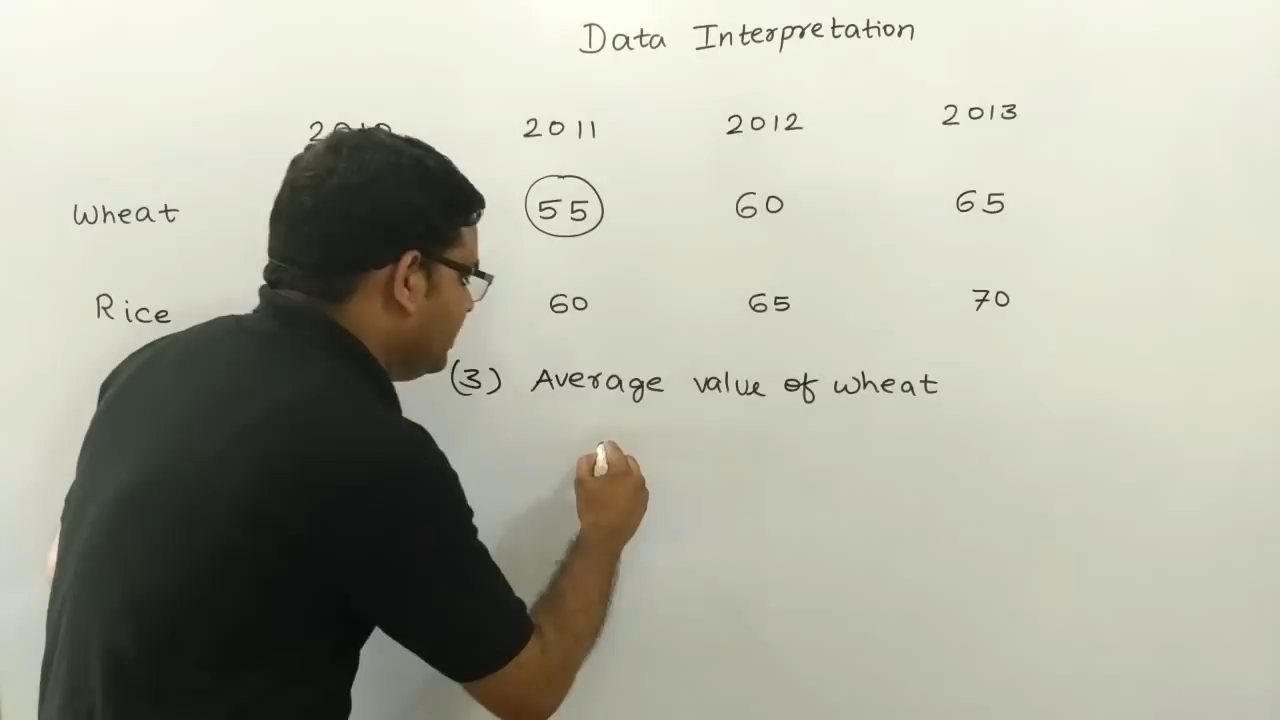 Data Interpretation
2011 2012 2013
Wheat 55 60 65
Rice 60 65 70
(3) Average value of wheat